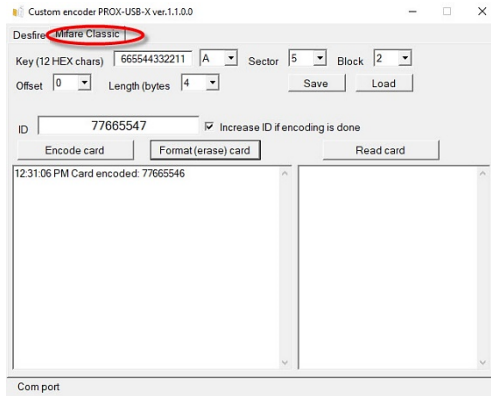 Custom encoder PROX-USB-X ver.1.1.0.0
Desfire Mifare Classic
Key (12 HEX chars) 665544332211 A Sector 5 Block 2
Offset 0 Length (bytes 4 Save Load
ID 77665547 Increase ID if encoding is done
Encode card Format (erase) card Read card
12:31:06 PM Card encoded: 77665546
Com port